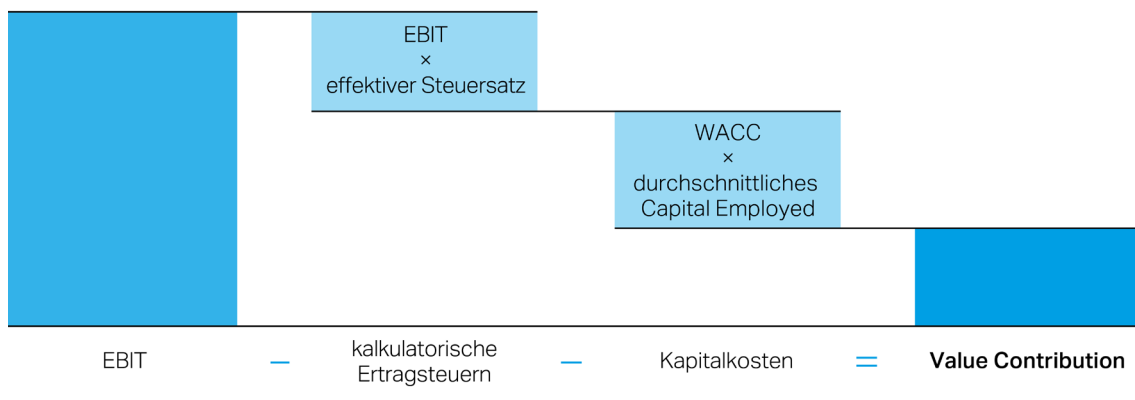 EBIT
×
effektiver Steuersatz
WACC
×
durchschnittliches
Capital Employed
EBIT
–
kalkulatorische
Ertragsteuern
–
Kapitalkosten
=
Value Contribution